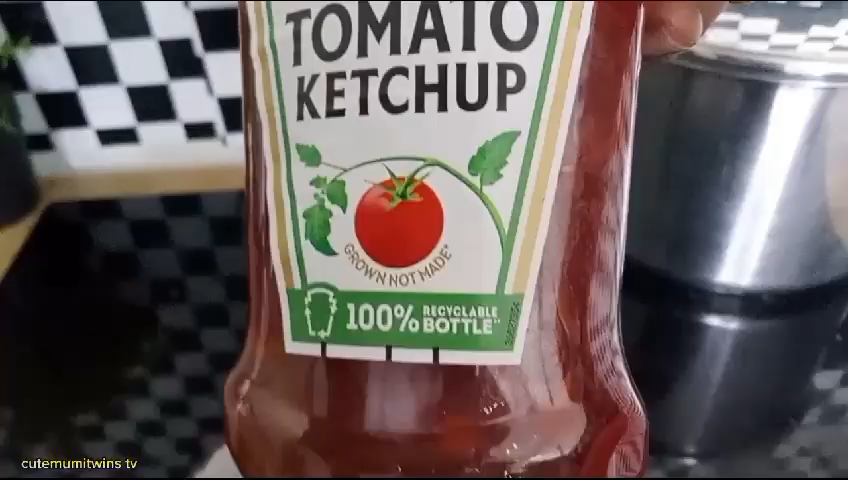 TOMATO
KETCHUP
GROWN NOT MADE*
100% RECYCLABLE
BOTTLE**
cutemumitwins tv